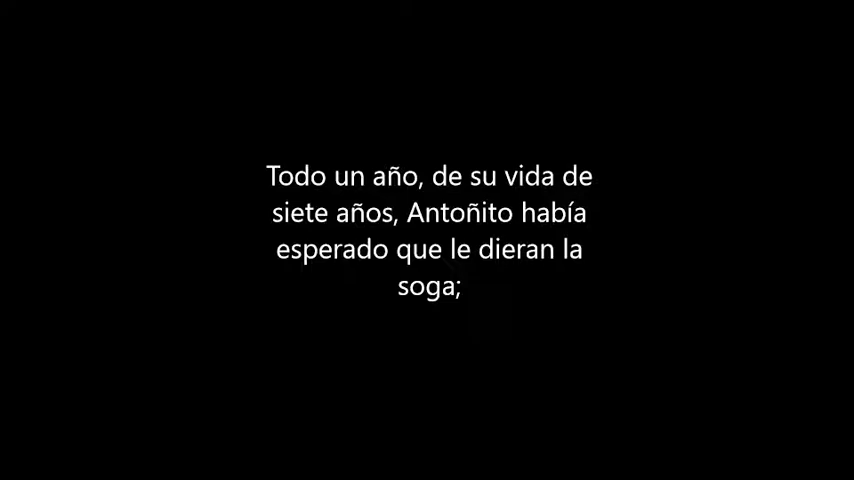 Todo un año, de su vida de
siete años, Antoñito había
esperado que le dieran la
soga;